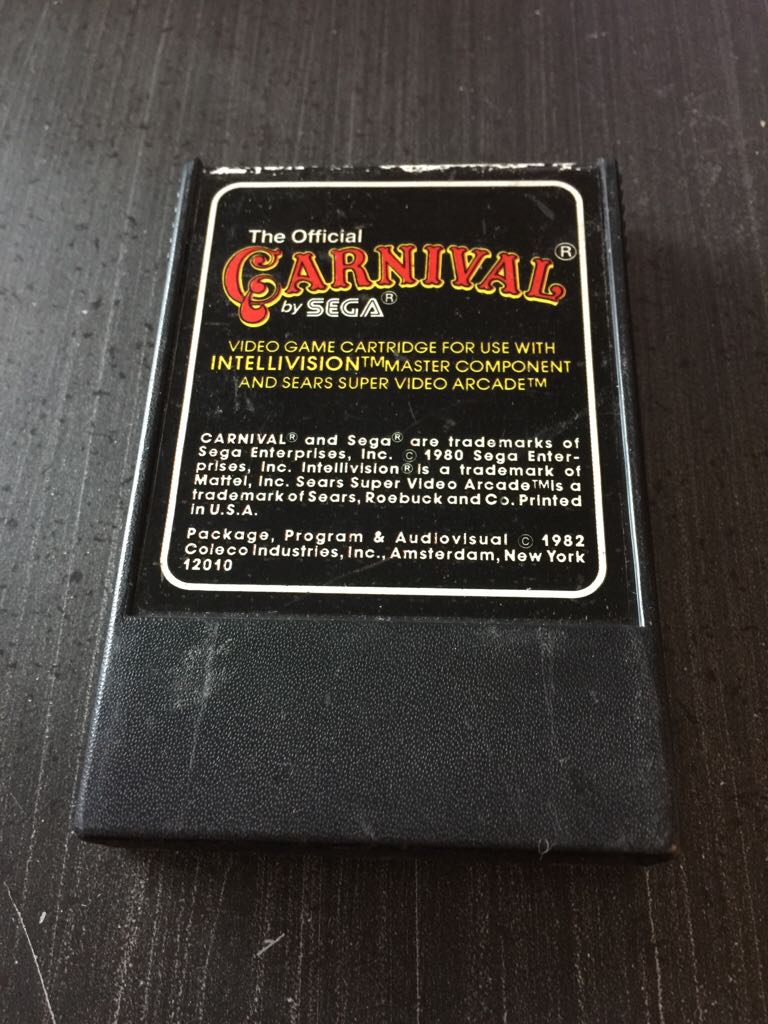 The Official
CARNIVAL®
by SEGA®
VIDEO GAME CARTRIDGE FOR USE WITH
INTELLIVISION™ MASTER COMPONENT
AND SEARS SUPER VIDEO ARCADE™
CARNIVAL® and Sega® are trademarks of
Sega Enterprises, Inc. © 1980 Sega Enter-
prises, Inc. Intellivision® is a trademark of
Mattel, Inc. Sears Super Video Arcade™ is a
trademark of Sears, Roebuck and Co. Printed
in U.S.A.
Package, Program & Audiovisual © 1982
Coleco Industries, Inc., Amsterdam, New York
12010